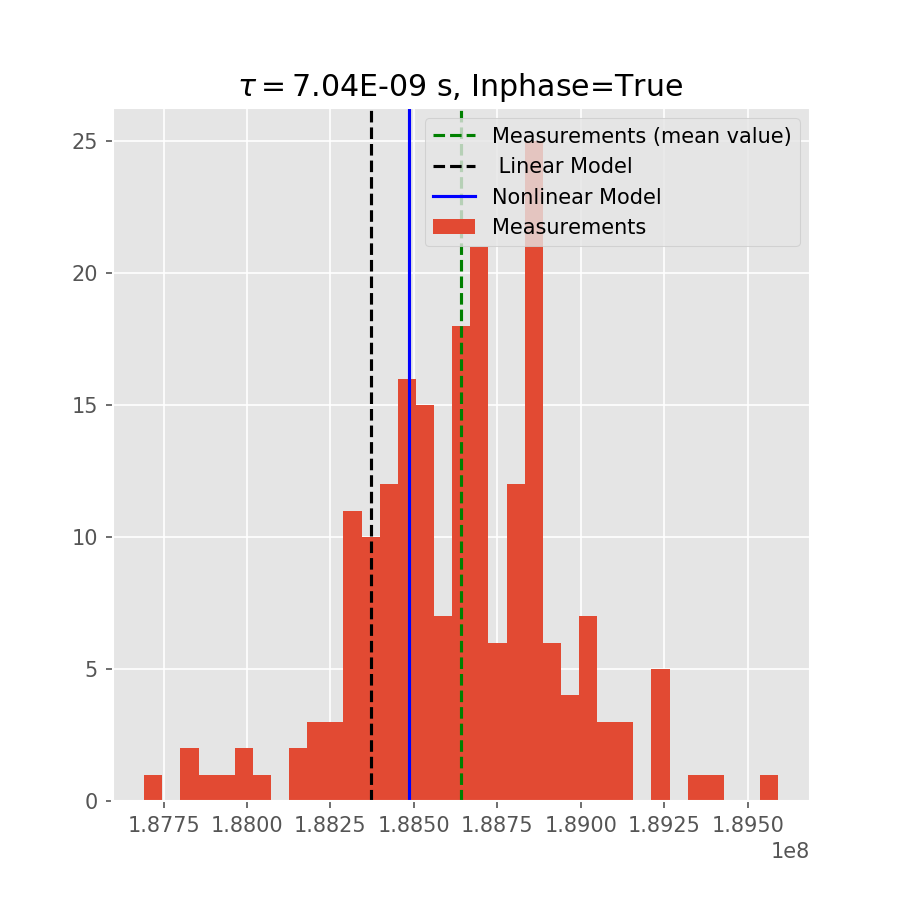 τ = 7.04E-09 s, Inphase=True
Measurements (mean value)
Linear Model
Nonlinear Model
Measurements
25
20
15
10
5
0
1.8775 1.8800 1.8825 1.8850 1.8875 1.8900 1.8925 1.8950
1e8